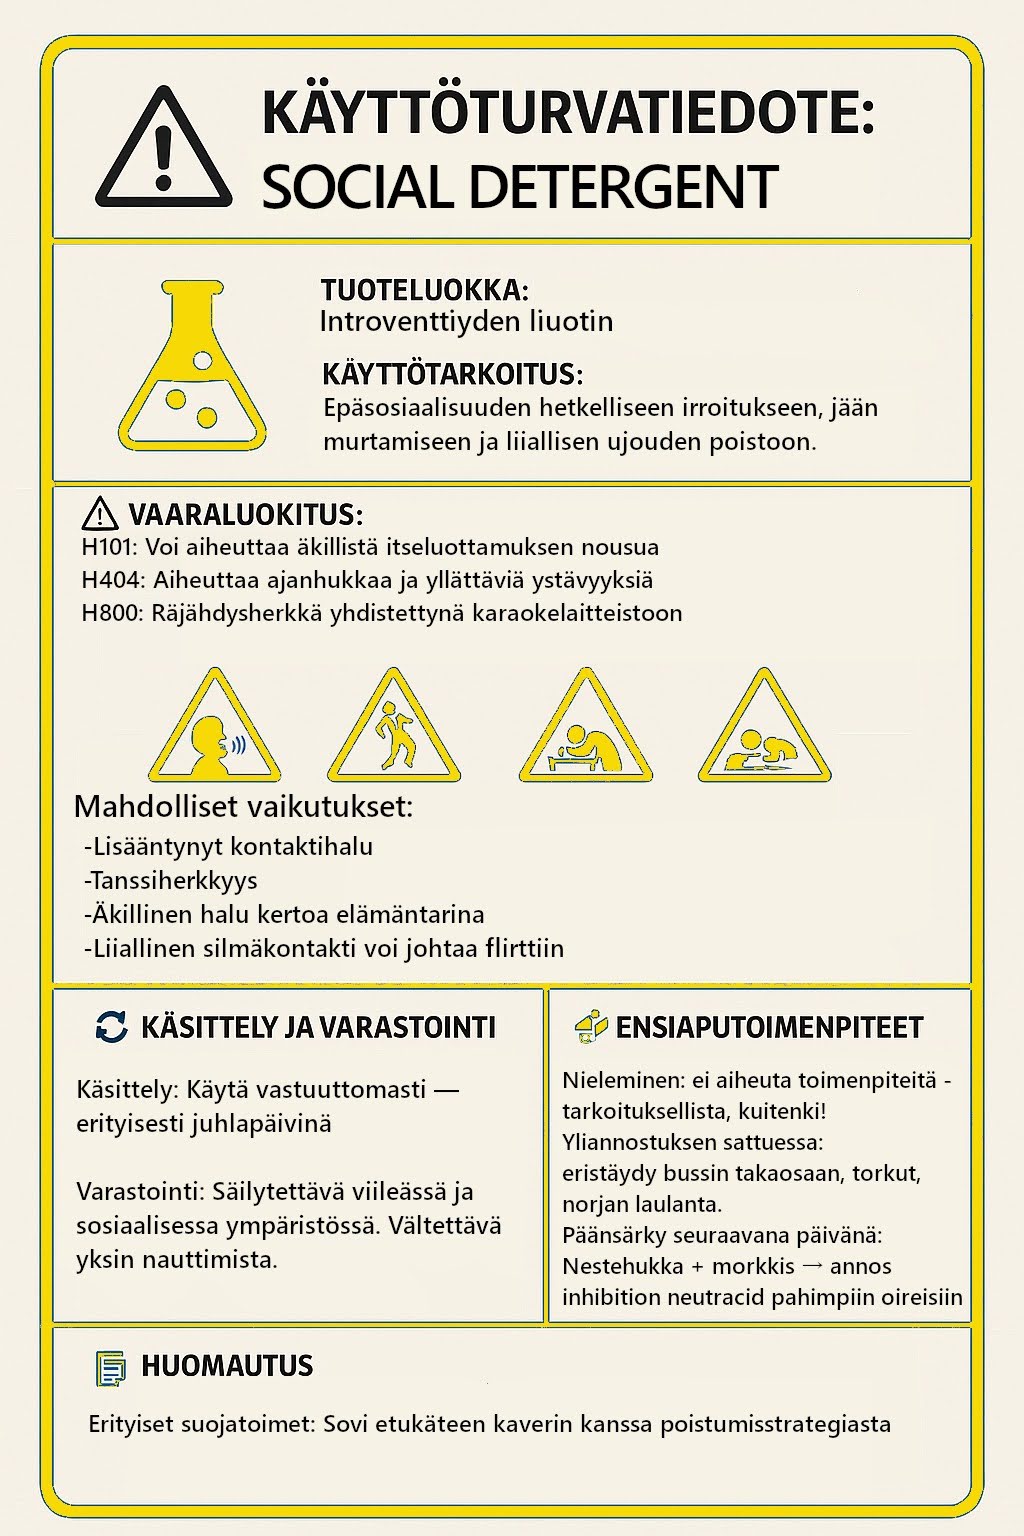 KÄYTTÖTURVATIEDOTE:
SOCIAL DETERGENT
TUOTELUOKKA:
Introventtiyden liuotin
KÄYTTÖTARKOITUS:
Epäsosiaalisuuden hetkelliseen irroitukseen, jään
murtamiseen ja liiallisen ujouden poistoon.
VAARALUOKITUS:
H101: Voi aiheuttaa äkillistä itseluottamuksen nousua
H404: Aiheuttaa ajanhukkaa ja yllättäviä ystävyyksiä
H800: Räjähdysherkkä yhdistettynä karaokelaitteistoon
Mahdolliset vaikutukset:
-Lisääntynyt kontaktihalu
-Tanssiherkkyys
-Äkillinen halu kertoa elämäntarina
-Liiallinen silmäkontakti voi johtaa flirttiin
KÄSITTELY JA VARASTOINTI
Käsittely: Käytä vastuuttomasti —
erityisesti juhlapäivinä
Varastointi: Säilytettävä viileässä ja
sosiaalisessa ympäristössä. Vältettävä
yksin nauttimista.
ENSIAPUTOIMENPITEET
Nieleminen: ei aiheuta toimenpiteitä -
tarkoituksellista, kuitenki!
Yliannostuksen sattuessa:
eristäydy bussin takaosaan, torkut,
norjan laulanta.
Päänsärky seuraavana päivänä:
Nestehukka + morkkis → annos
inhibition neutracid pahimpiin oireisiin
HUOMAUTUS
Erityiset suojatoimet: Sovi etukäteen kaverin kanssa poistumisstrategiasta